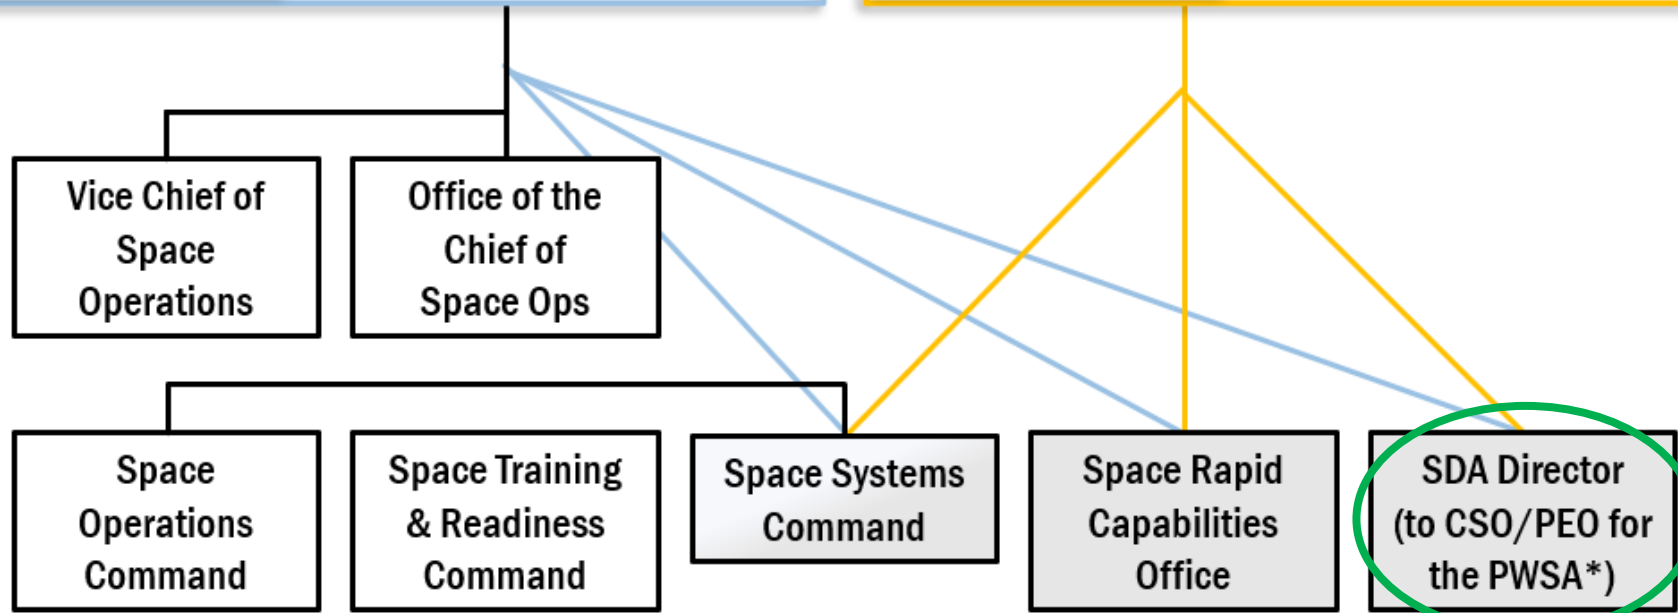 Vice Chief of
Space
Operations
Office of the
Chief of
Space Ops
Space
Operations
Command
Space Training
& Readiness
Command
Space Systems
Command
Space Rapid
Capabilities
Office
SDA Director
(to CSO/PEO for
the PWSA*)